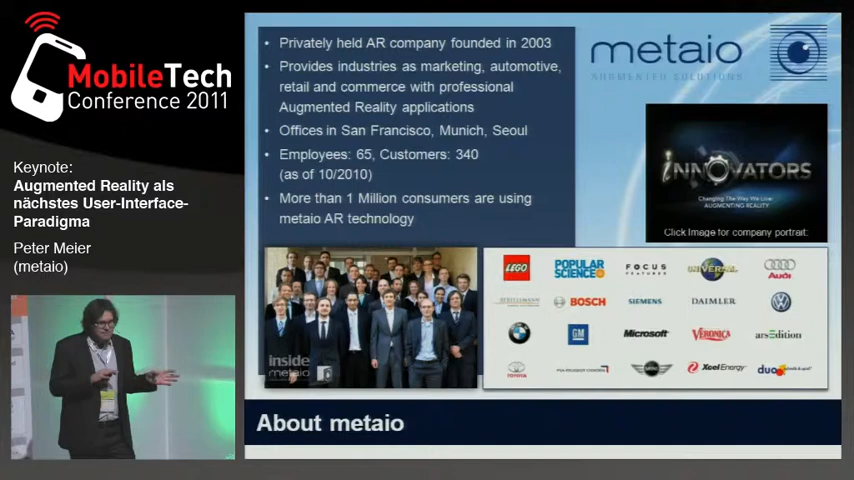 MobileTech
Conference 2011
Keynote:
Augmented Reality als
nächstes User-Interface-
Paradigma
Peter Meier
(metaio)
• Privately held AR company founded in 2003
• Provides industries as marketing, automotive,
retail and commerce with professional
Augmented Reality applications
• Offices in San Francisco, Munich, Seoul
• Employees: 65, Customers: 340
(as of 10/2010)
• More than 1 Million consumers are using
metaio AR technology
metaio
AUGMENTED SOLUTIONS
INNOVATORS
Changing The Way We Live:
AUGMENTING REALITY
Click Image for company portrait:
inside
metaio
LEGO
POPULAR
SCIENCE
FOCUS
FEATURES
UNIVERSAL
Audi
BOSCH
SIEMENS
DAIMLER
BMW
GM
Microsoft
VERONICA
arsEdition
TOYOTA
PSA PEUGEOT CITROËN
MINI
XcelEnergy
duo
About metaio